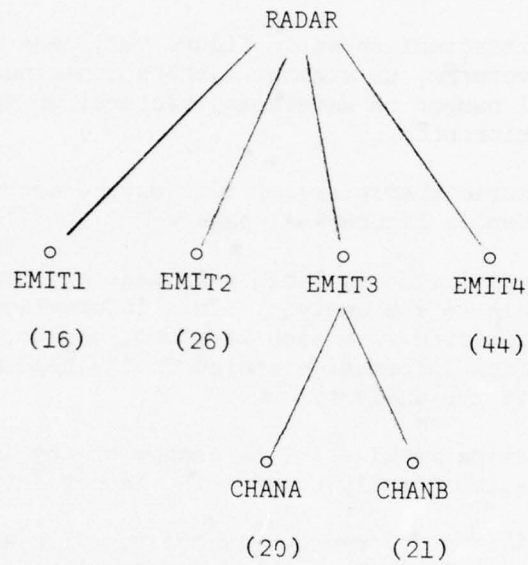 RADAR
EMIT1 EMIT2 EMIT3 EMIT4
(16) (26) (44)
CHANA CHANB
(20) (21)